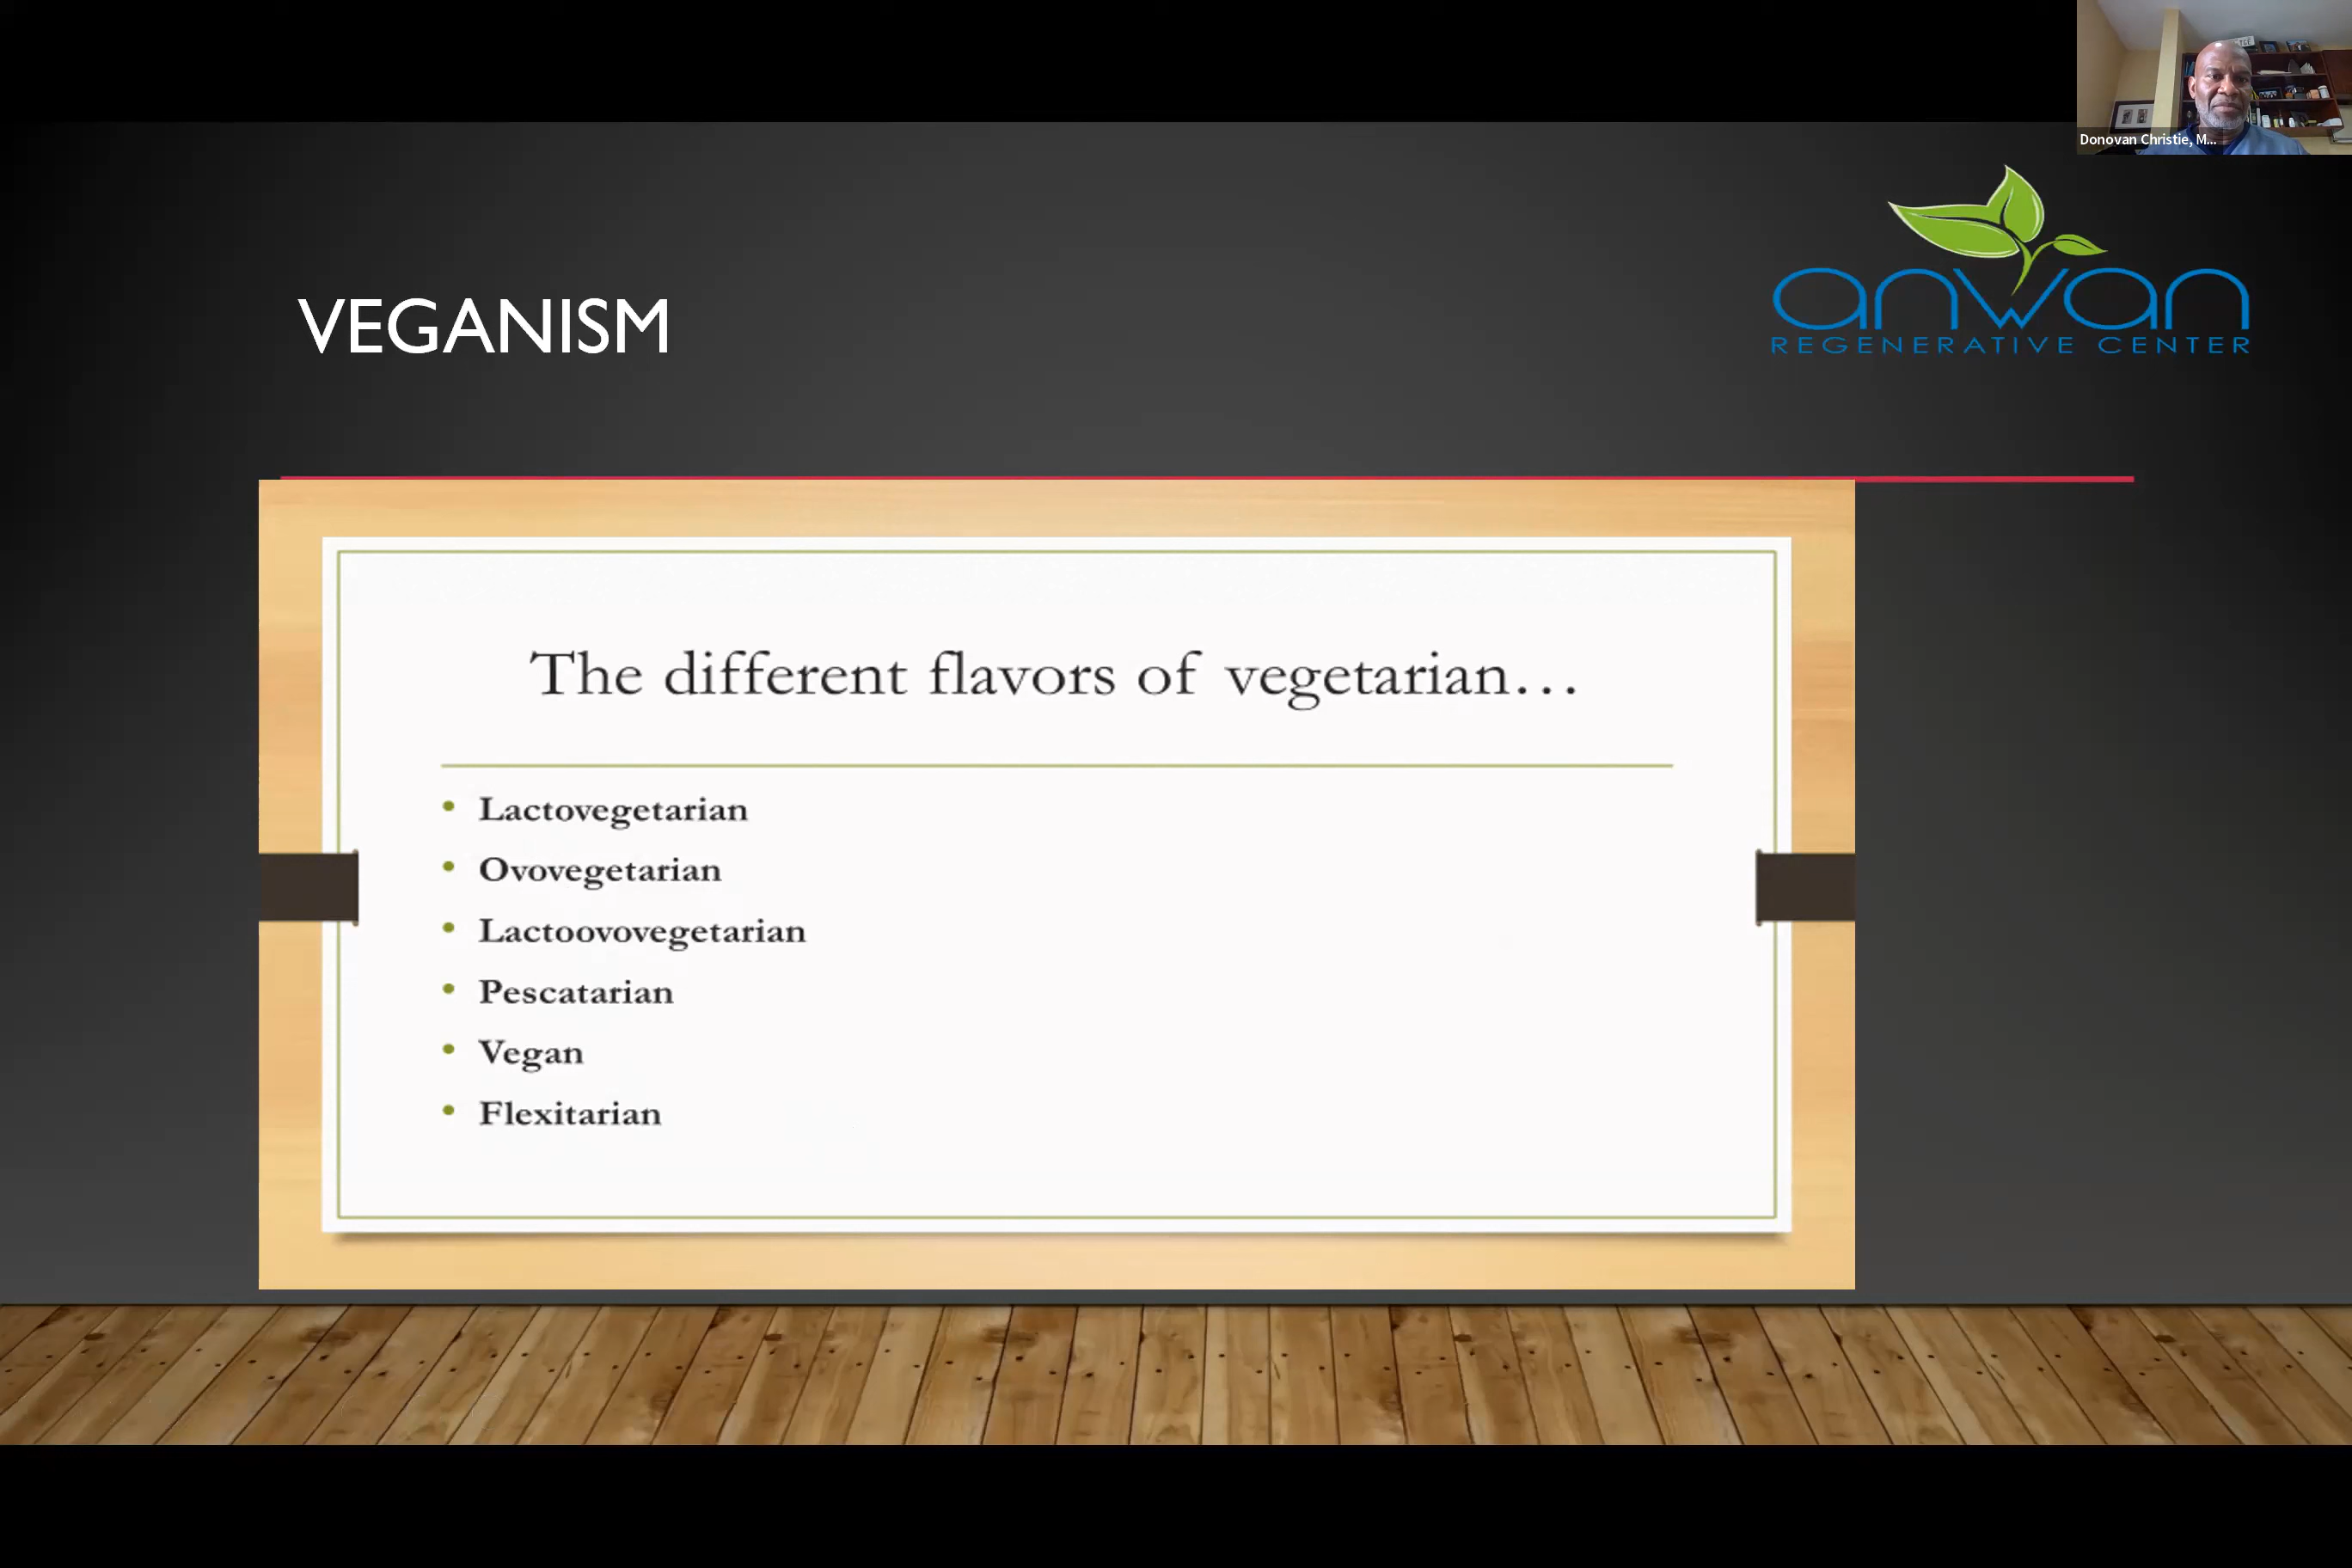 Donovan Christie, M...
anwan
REGENERATIVE CENTER
VEGANISM
The different flavors of vegetarian...
• Lactovegetarian
• Ovovegetarian
• Lactoovovegetarian
• Pescatarian
• Vegan
• Flexitarian